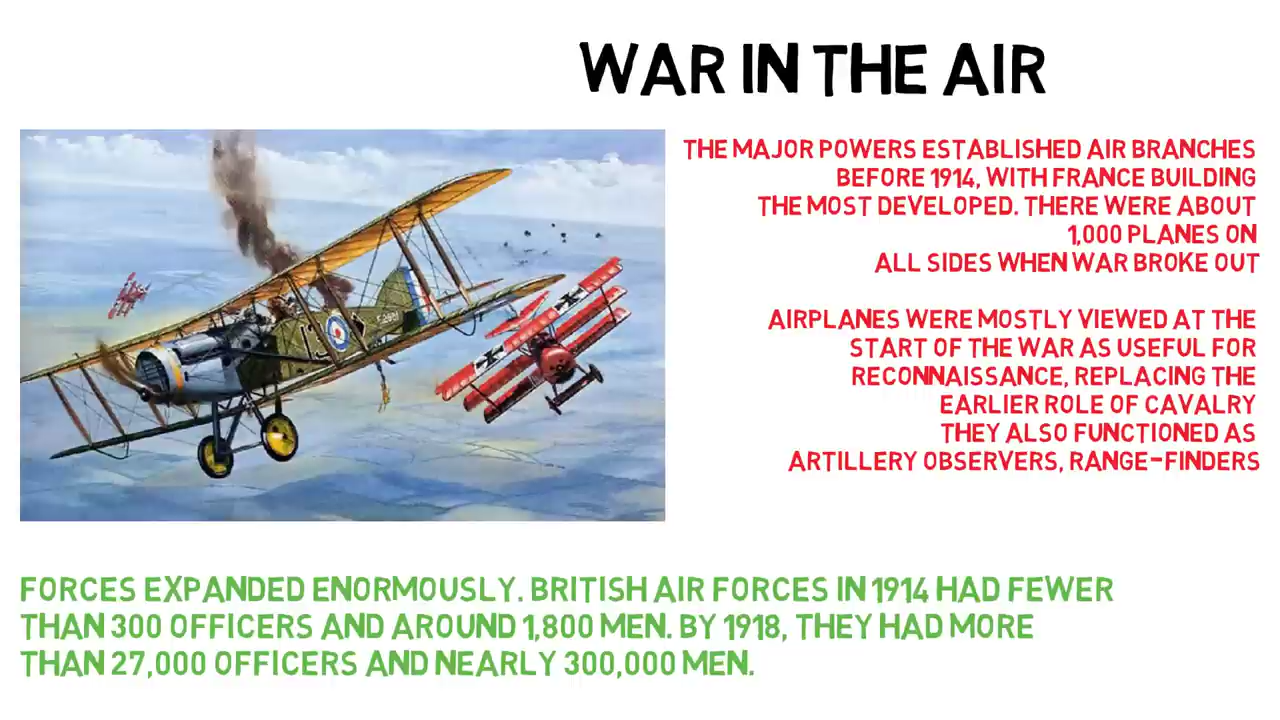 WAR IN THE AIR
THE MAJOR POWERS ESTABLISHED AIR BRANCHES
BEFORE 1914, WITH FRANCE BUILDING
THE MOST DEVELOPED. THERE WERE ABOUT
1,000 PLANES ON
ALL SIDES WHEN WAR BROKE OUT
AIRPLANES WERE MOSTLY VIEWED AT THE
START OF THE WAR AS USEFUL FOR
RECONNAISSANCE, REPLACING THE
EARLIER ROLE OF CAVALRY
THEY ALSO FUNCTIONED AS
ARTILLERY OBSERVERS, RANGE-FINDERS
FORCES EXPANDED ENORMOUSLY. BRITISH AIR FORCES IN 1914 HAD FEWER
THAN 300 OFFICERS AND AROUND 1,800 MEN. BY 1918, THEY HAD MORE
THAN 27,000 OFFICERS AND NEARLY 300,000 MEN.